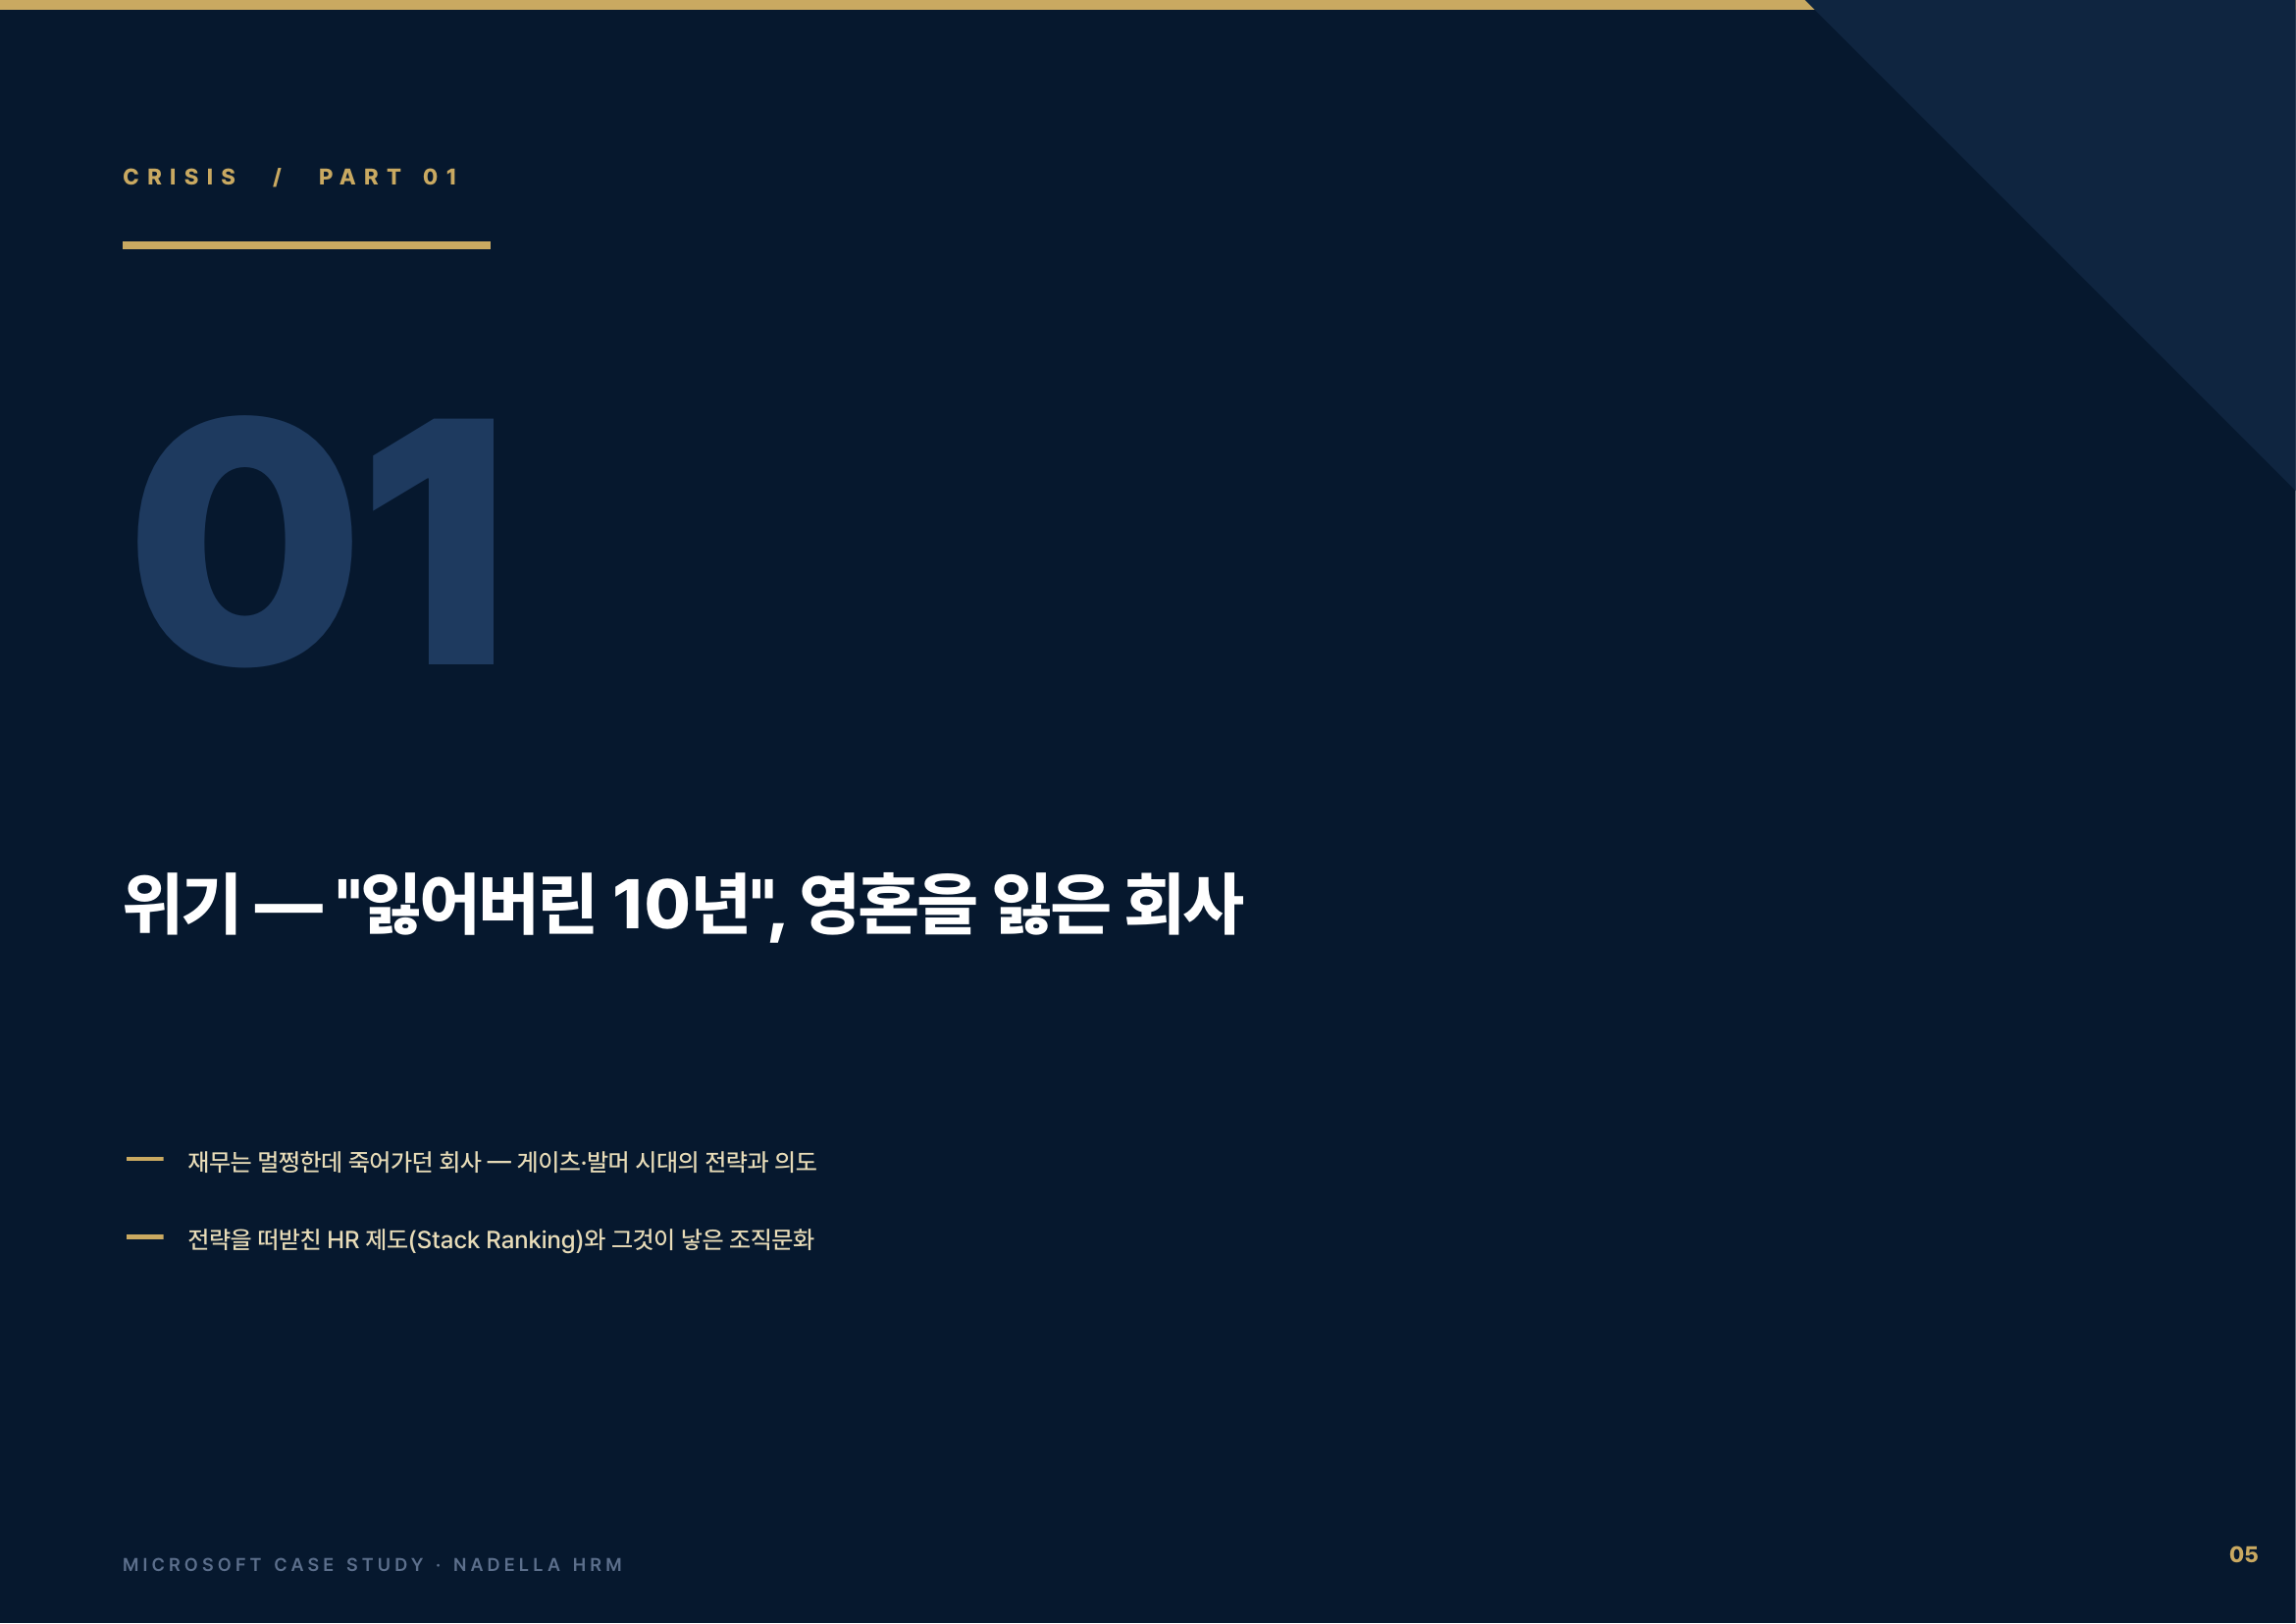 CRISIS / PART 01
01
위기 — "잃어버린 10년", 영혼을 잃은 회사
재무는 멀쩡한데 죽어가던 회사 — 게이츠·발머 시대의 전략과 의도
전략을 떠받친 HR 제도(Stack Ranking)와 그것이 낳은 조직문화
MICROSOFT CASE STUDY · NADELLA HRM
05